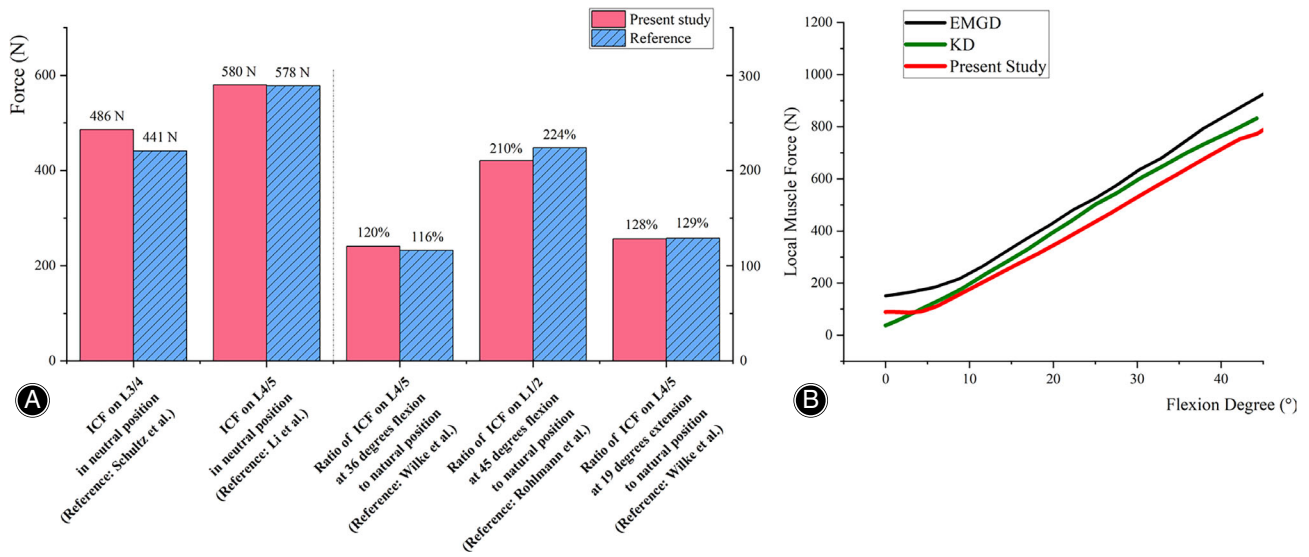 Present study
Reference
Force (N)
600
400
200
0
300
200
100
0
486 N
441 N
580 N
578 N
120%
116%
210%
224%
128%
129%
ICF on L3/4
in neutral position
(Reference: Schultz et al.)
ICF on L4/5
in neutral position
(Reference: Li et al.)
Ratio of ICF on L4/5
at 36 degrees flexion
to natural position
(Reference: Wilke et al.)
Ratio of ICF on L1/2
at 45 degrees flexion
to natural position
(Reference: Rohlmann et al.)
Ratio of ICF on L4/5
at 19 degrees extension
to natural position
(Reference: Wilke et al.)
A
EMGD
KD
Present Study
Local Muscle Force (N)
1200
1000
800
600
400
200
0
0
10
20
30
40
Flexion Degree (°)
B